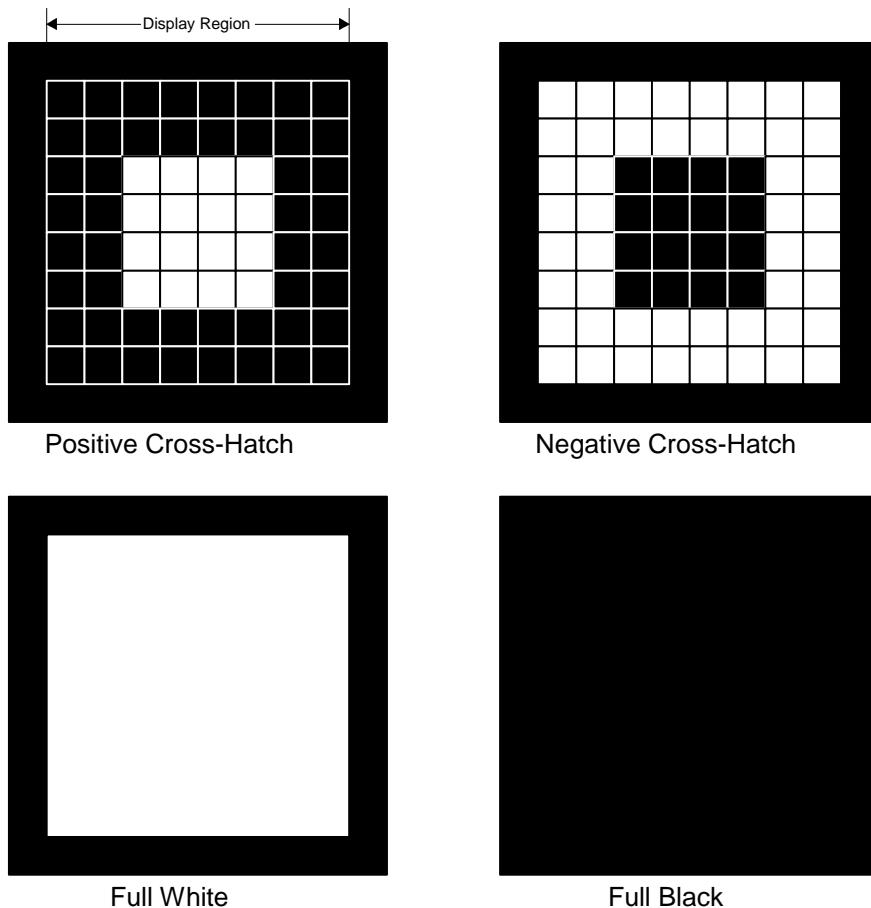 Display Region
Positive Cross-Hatch
Negative Cross-Hatch
Full White
Full Black